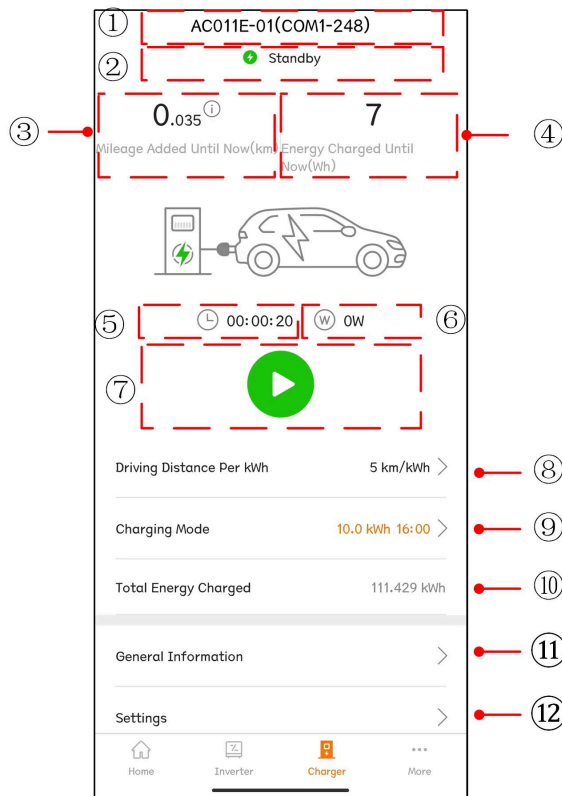 ① AC011E-01(COM1-248)
② Standby
③ 0.035 i 7 ④
Mileage Added Until Now(km) Energy Charged Until
Now(Wh)
⑤ 00:00:20 W 0W ⑥
⑦
Driving Distance Per kWh 5 km/kWh ⑧
Charging Mode 10.0 kWh 16:00 ⑨
Total Energy Charged 111.429 kWh ⑩
General Information ⑪
Settings ⑫
Home Inverter Charger More